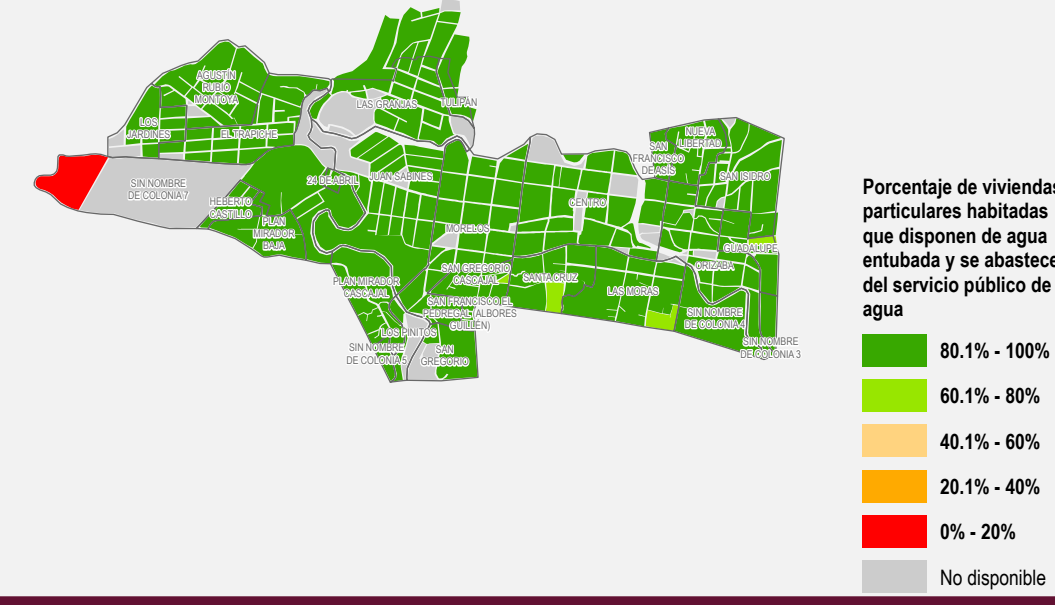 AGUSTÍN
RUBIO
MONTOYA
LAS GRANJAS
TULIPÁN
LOS
JARDINES
EL TRAPICHE
NUEVA
LIBERTAD
SAN
FRANCISCO
DE ASÍS
SAN ISIDRO
SIN NOMBRE
DE COLONIA 7
24 DE ABRIL
JUAN SABINES
HEBERTO
CASTILLO
CENTRO
PLAN
MIRADOR
BAJA
MORELOS
GUADALUPE
ORIZABA
PLAN MIRADOR
CASCAJAL
SAN GREGORIO
CASCAJAL
SANTA CRUZ
LAS MORAS
SAN FRANCISCO EL
PEDREGAL (ALBORES
GUILLÉN)
SIN NOMBRE
DE COLONIA 4
LOS PINITOS
SIN NOMBRE
DE COLONIA 5
SAN
GREGORIO
SIN NOMBRE
DE COLONIA 3
Porcentaje de viviendas
particulares habitadas
que disponen de agua
entubada y se abastece
del servicio público de
agua
80.1% - 100%
60.1% - 80%
40.1% - 60%
20.1% - 40%
0% - 20%
No disponible